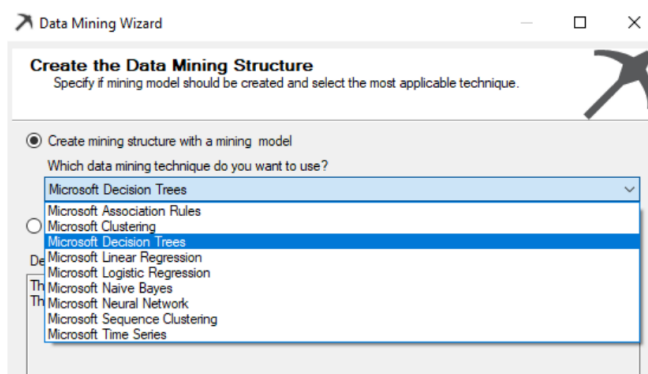 Data Mining Wizard
Create the Data Mining Structure
Specify if mining model should be created and select the most applicable technique.
Create mining structure with a mining model
Which data mining technique do you want to use?
Microsoft Decision Trees
Microsoft Association Rules
Microsoft Clustering
Microsoft Decision Trees
De
Microsoft Linear Regression
Microsoft Logistic Regression
Th
Microsoft Naive Bayes
Th
Microsoft Neural Network
Microsoft Sequence Clustering
Microsoft Time Series